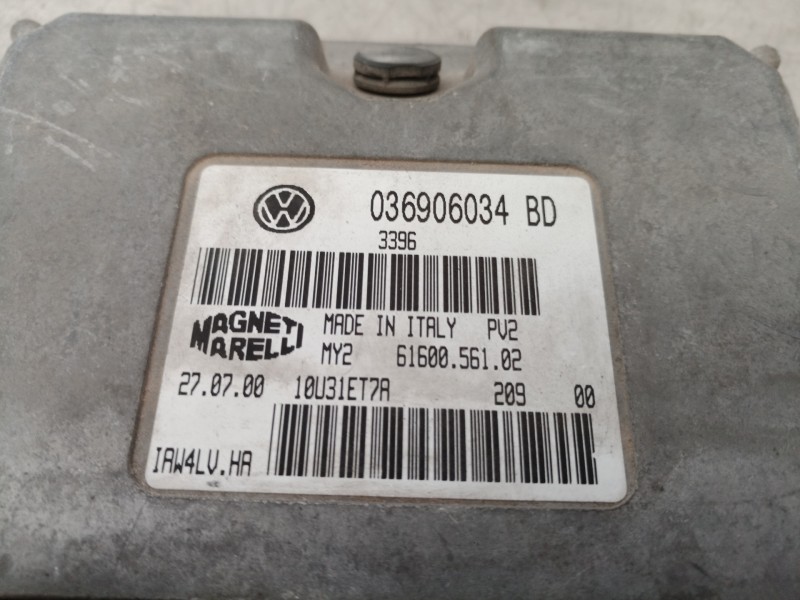 VW
036906034 BD
3396
MAGNETI MARELLI
MADE IN ITALY PV2
MY2 61600.561.02
27.07.00 10U31ET7A 209 00
IAW4LV.HA